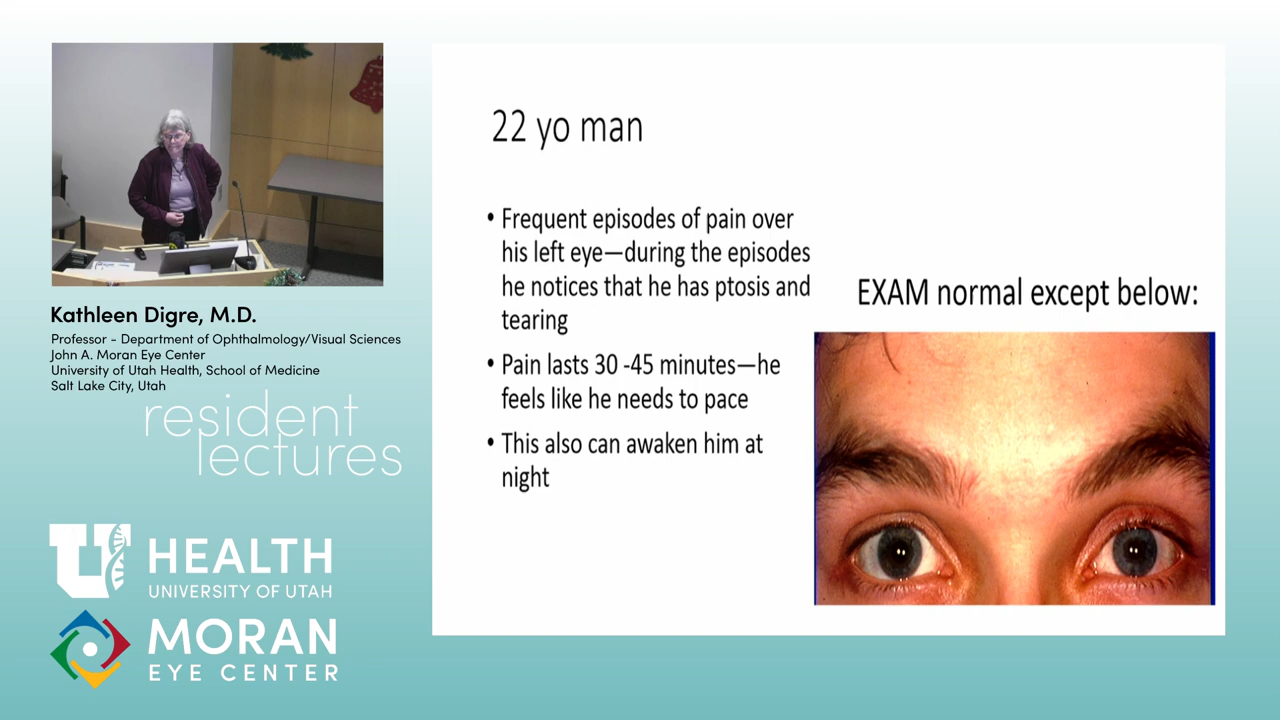 22 yo man
• Frequent episodes of pain over
his left eye—during the episodes
he notices that he has ptosis and
tearing
• Pain lasts 30 -45 minutes—he
feels like he needs to pace
• This also can awaken him at
night
EXAM normal except below:
Kathleen Digre, M.D.
Professor - Department of Ophthalmology/Visual Sciences
John A. Moran Eye Center
University of Utah Health, School of Medicine
Salt Lake City, Utah
resident
lectures
U HEALTH
UNIVERSITY OF UTAH
MORAN
EYE CENTER